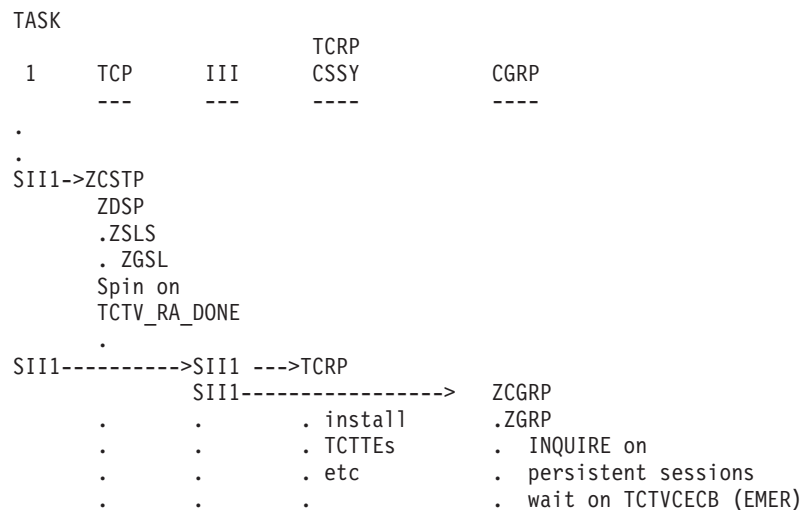 TASK
TCRP
1 TCP III CSSY CGRP
--- --- ---- ----
.
.
SII1->ZCSTP
ZDSP
.ZSLS
. ZGSL
Spin on
TCTV_RA_DONE
.
SII1---------->SII1 --->TCRP
SII1-----------------> ZCGRP
. . . install .ZGRP
. . . TCTTEs . INQUIRE on
. . . etc . persistent sessions
. . . . wait on TCTVCECB (EMER)